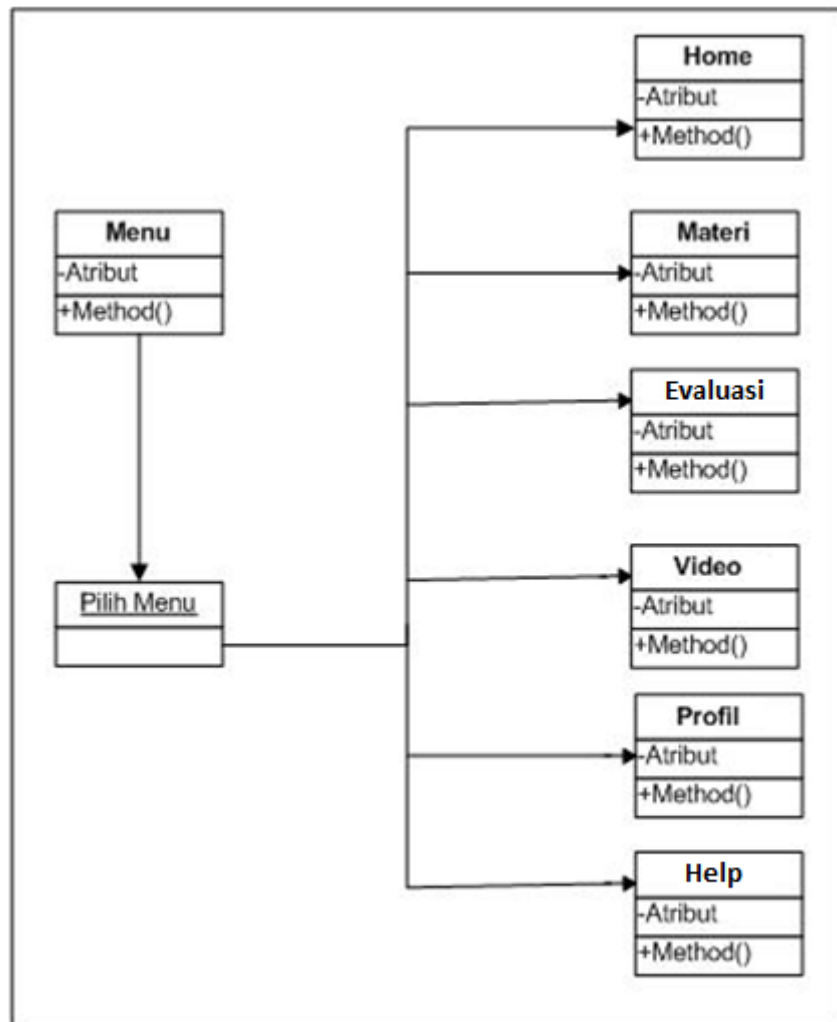 Home
-Atribut
+Method()
Menu
-Atribut
+Method()
Materi
-Atribut
+Method()
Evaluasi
-Atribut
+Method()
Pilih Menu
Video
-Atribut
+Method()
Profil
-Atribut
+Method()
Help
-Atribut
+Method()